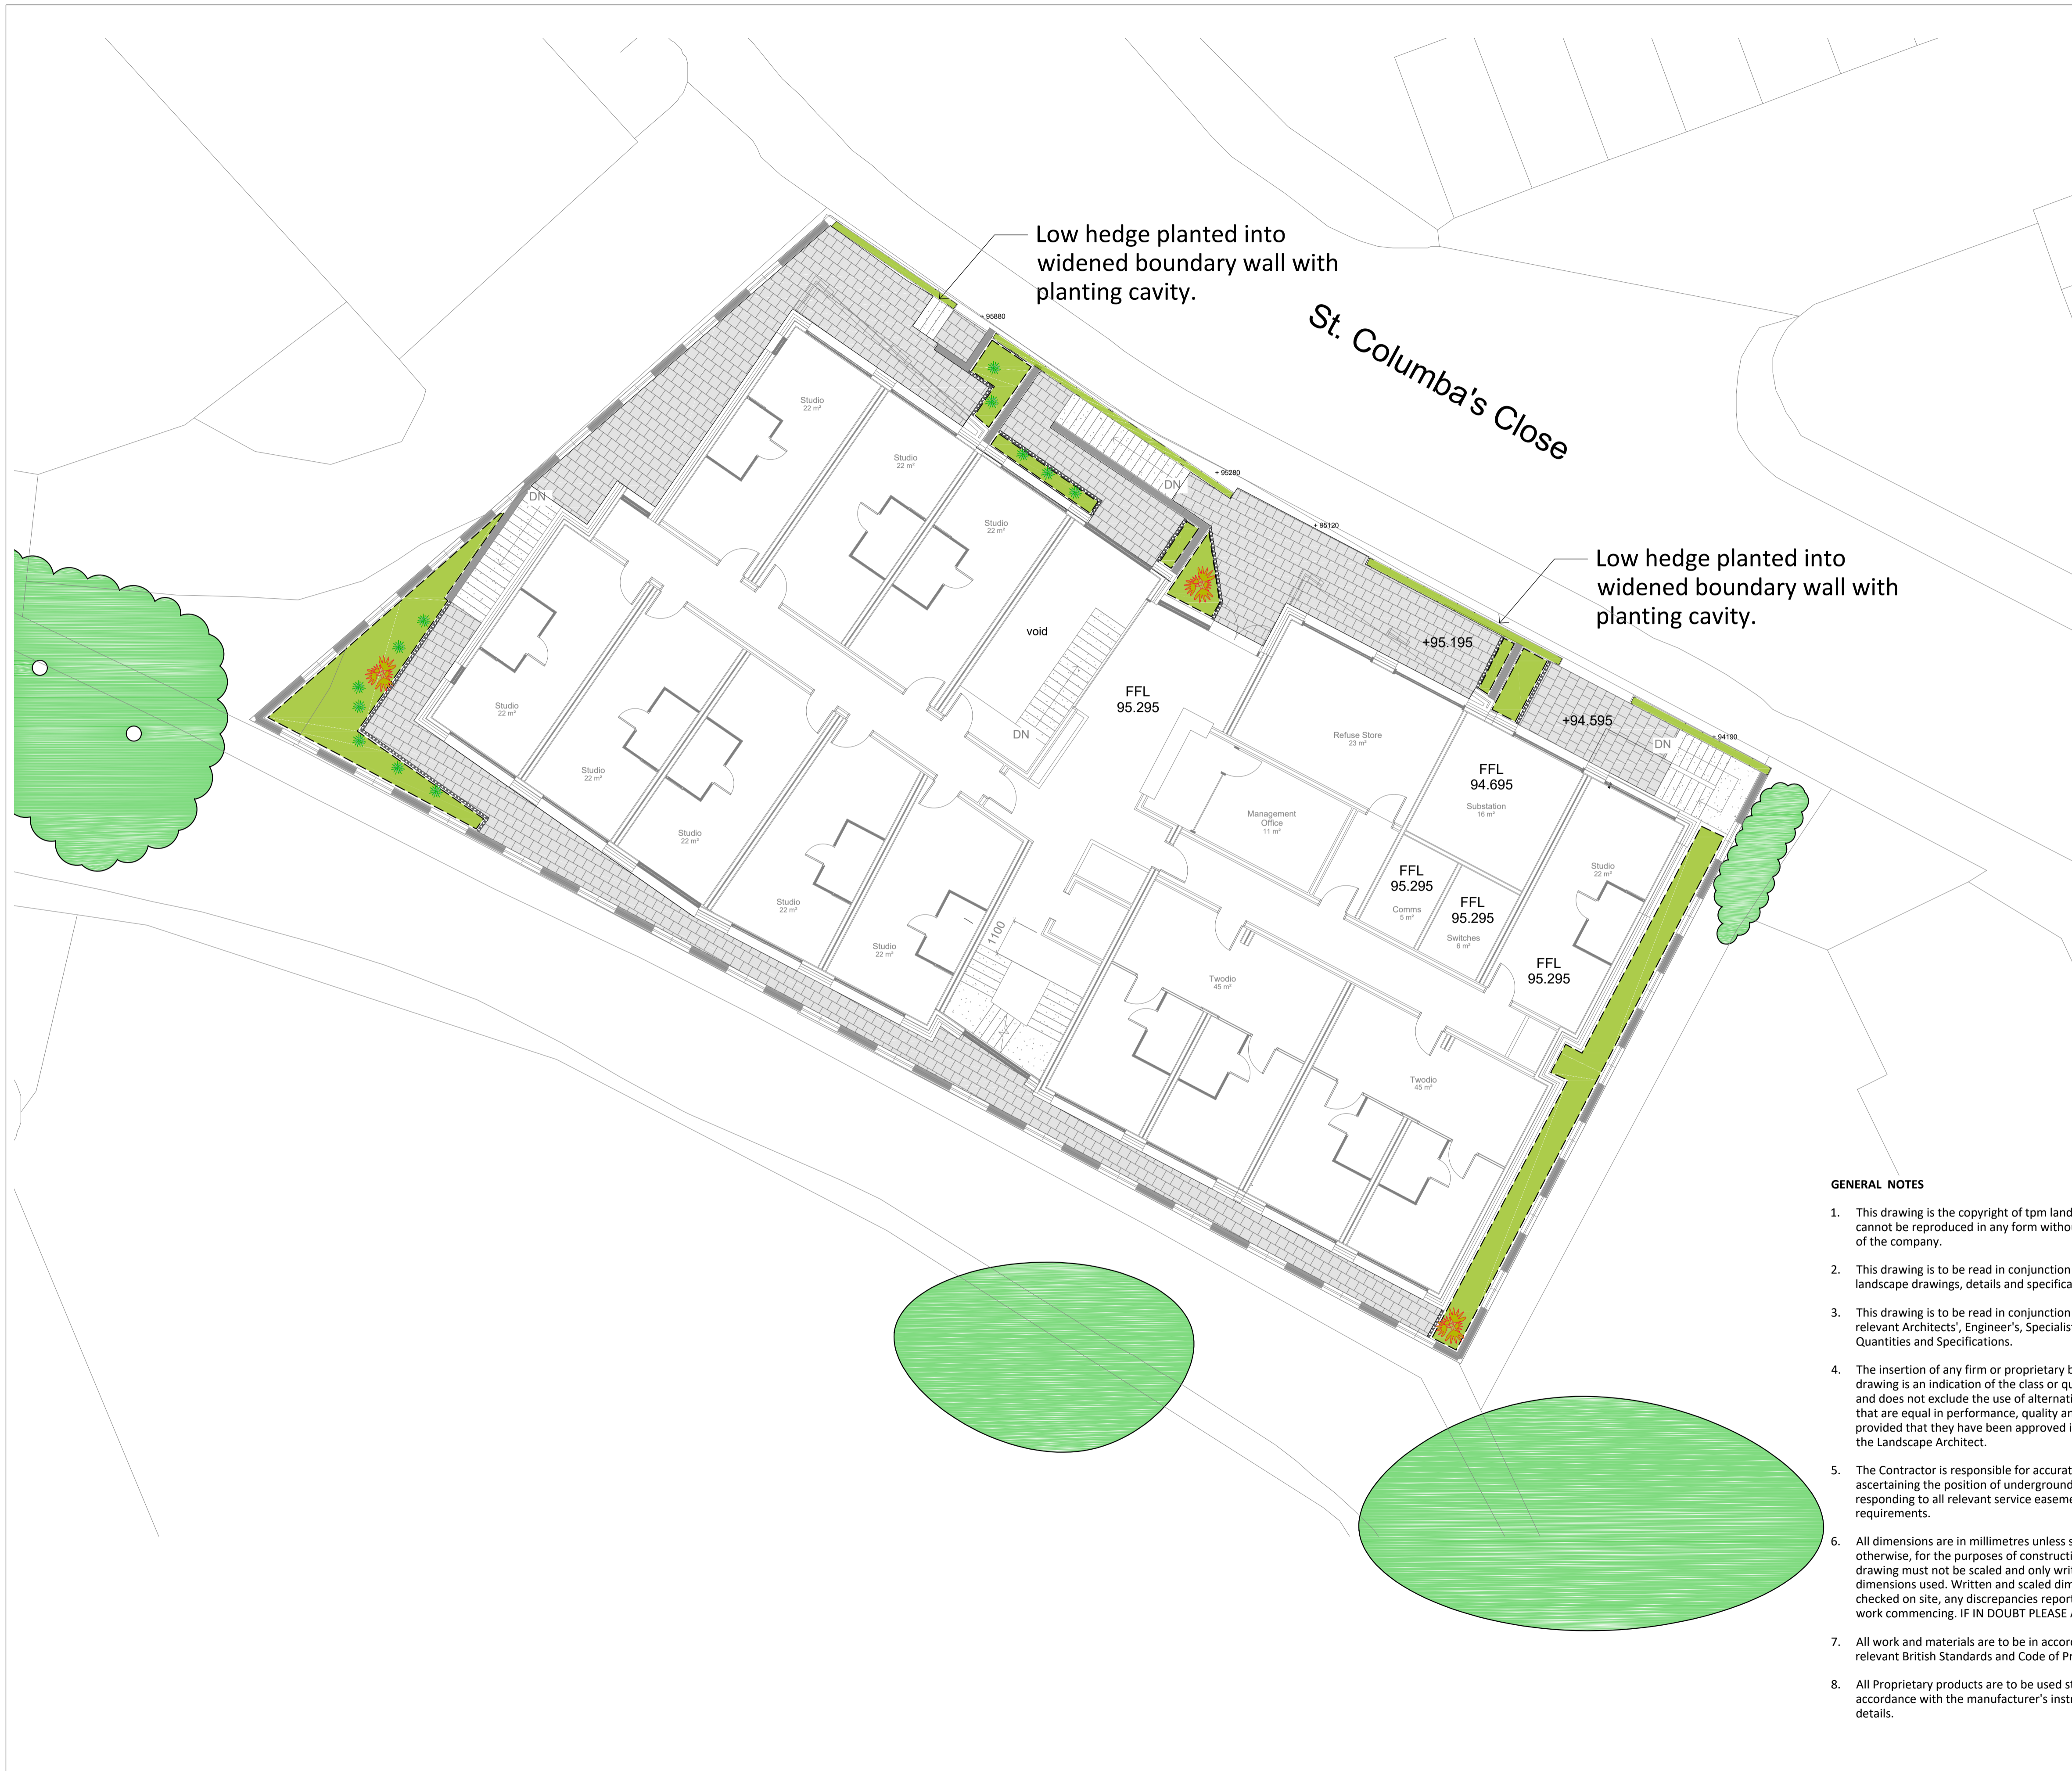 Low hedge planted into
widened boundary wall with
planting cavity.
+ 95880
St. Columba's Close
Studio
22 m²
Studio
22 m²
+ 95280
DN
DN
Studio
22 m²
+ 95120
Low hedge planted into
widened boundary wall with
planting cavity.
void
+95.195
FFL
95.295
Studio
22 m²
+94.595
DN
Refuse Store
23 m²
+ 94190
DN
Studio
22 m²
FFL
94.695
Substation
16 m²
Management
Office
11 m²
Studio
22 m²
FFL
95.295
Comms
5 m²
Studio
22 m²
FFL
95.295
Switches
6 m²
Studio
22 m²
1100
Studio
22 m²
FFL
95.295
Twodio
45 m²
Twodio
45 m²
GENERAL NOTES
1. This drawing is the copyright of tpm land
cannot be reproduced in any form witho
of the company.
2. This drawing is to be read in conjunction
landscape drawings, details and specifica
3. This drawing is to be read in conjunction
relevant Architects', Engineer's, Specialis
Quantities and Specifications.
4. The insertion of any firm or proprietary b
drawing is an indication of the class or qu
and does not exclude the use of alternati
that are equal in performance, quality an
provided that they have been approved i
the Landscape Architect.
5. The Contractor is responsible for accurat
ascertaining the position of underground
responding to all relevant service easeme
requirements.
6. All dimensions are in millimetres unless s
otherwise, for the purposes of constructi
drawing must not be scaled and only writ
dimensions used. Written and scaled dim
checked on site, any discrepancies report
work commencing. IF IN DOUBT PLEASE A
7. All work and materials are to be in accor
relevant British Standards and Code of Pr
8. All Proprietary products are to be used st
accordance with the manufacturer's instr
details.